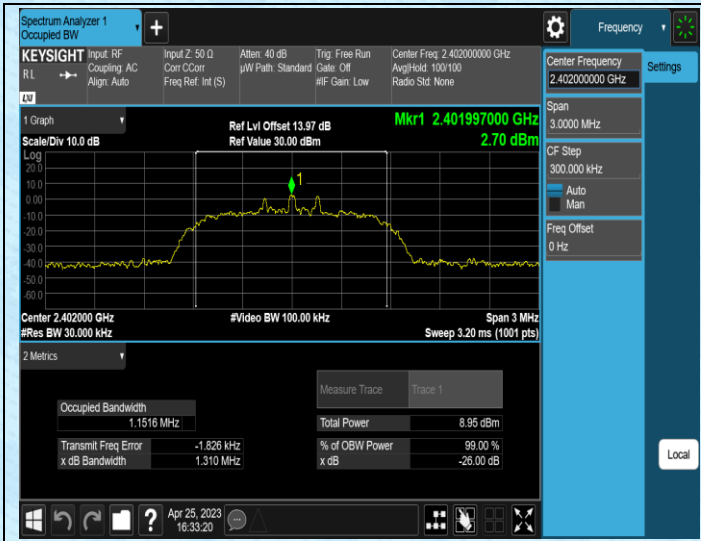 Spectrum Analyzer 1
Occupied BW
+
Frequency
KEYSIGHT
RL
LXI
Input: RF
Coupling: AC
Align: Auto
Input Z: 50 Ω
Corr CCorr
Freq Ref: Int (S)
Atten: 40 dB
µW Path: Standard
Trig: Free Run
Gate: Off
#IF Gain: Low
Center Freq: 2.402000000 GHz
Avg|Hold: 100/100
Radio Std: None
Center Frequency
2.402000000 GHz
Settings
Span
3.0000 MHz
CF Step
300.000 kHz
Auto
Man
Freq Offset
0 Hz
1 Graph
Scale/Div 10.0 dB
Ref Lvl Offset 13.97 dB
Ref Value 30.00 dBm
Mkr1 2.401997000 GHz
2.70 dBm
Log
20.0
10.0
0.00
-10.0
-20.0
-30.0
-40.0
-50.0
-60.0
1
Center 2.402000 GHz
#Res BW 30.000 kHz
#Video BW 100.00 kHz
Span 3 MHz
Sweep 3.20 ms (1001 pts)
2 Metrics
Measure Trace Trace 1
Occupied Bandwidth
1.1516 MHz
Total Power 8.95 dBm
Transmit Freq Error -1.826 kHz
x dB Bandwidth 1.310 MHz
% of OBW Power 99.00 %
x dB -26.00 dB
Local
?
Apr 25, 2023
16:33:20